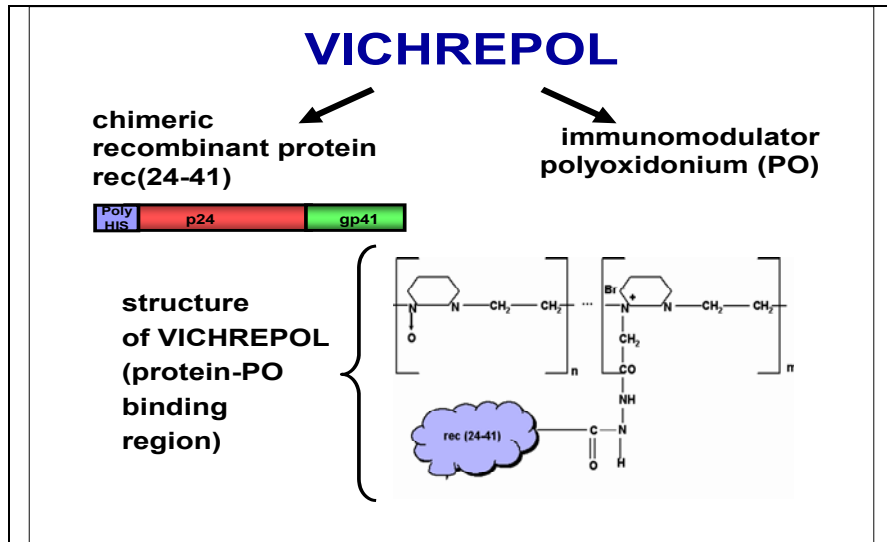 VICHREPOL
chimeric
recombinant protein
rec(24-41)
immunomodulator
polyoxidonium (PO)
Poly
HIS
p24
gp41
structure
of VICHREPOL
(protein-PO
binding
region)
N
O
N
CH2
CH2
n
...
Br
N
+
N
CH2
CH2
m
CH2
CO
NH
rec (24-41)
C
N
O
H